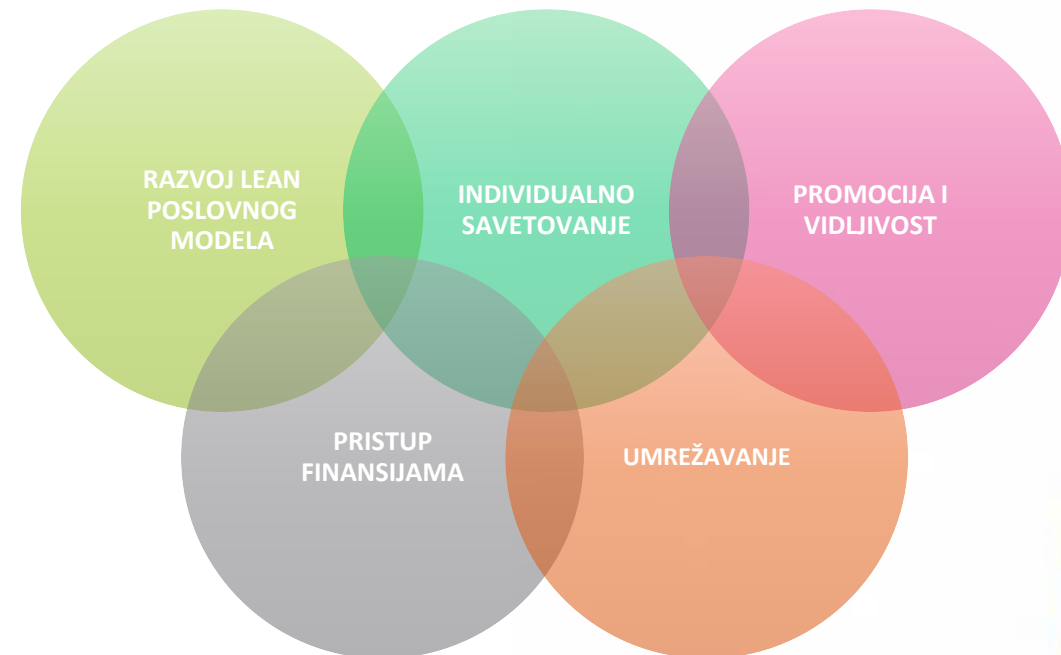 RAZVOJ LEAN
POSLOVNOG
MODELA
INDIVIDUALNO
SAVETOVANJE
PROMOCIJA I
VIDLJIVOST
PRISTUP
FINANSIJAMA
UMREŽAVANJE